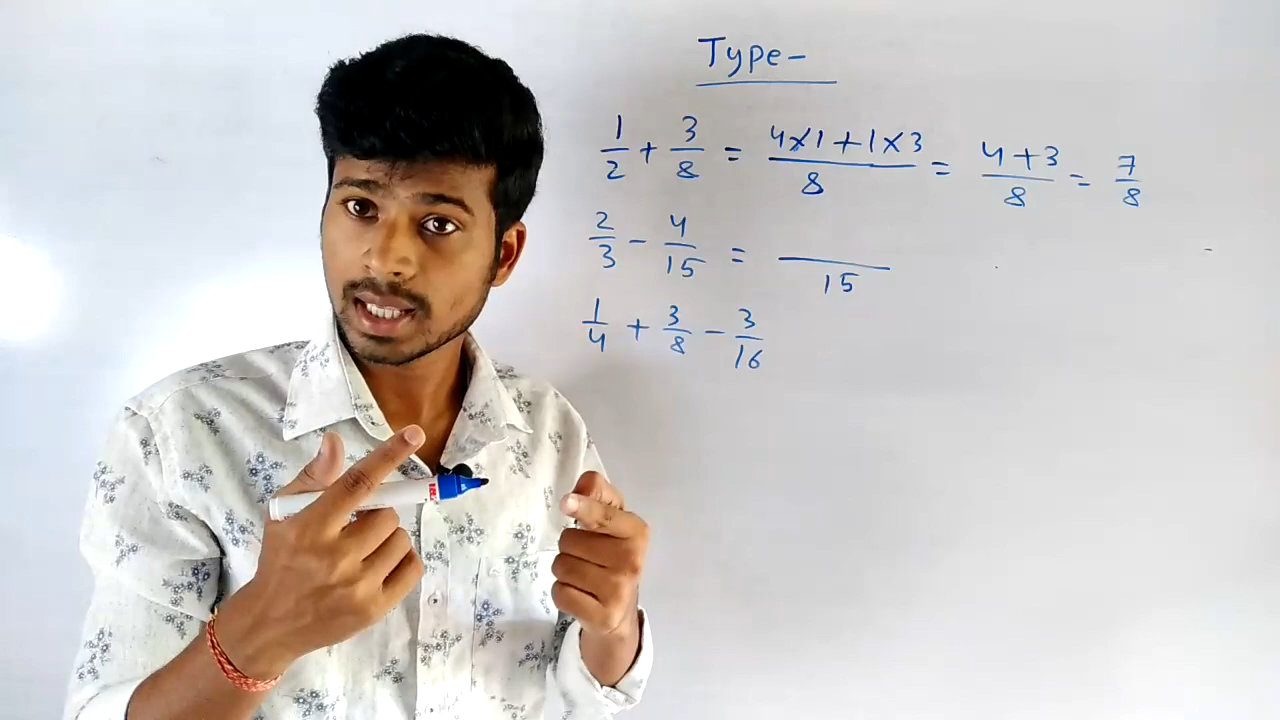 Type-
1/2 + 3/8 = 4×1+1×3/8 = 4+3/8 = 7/8
2/3 - 4/15 = /15
1/4 + 3/8 - 3/16